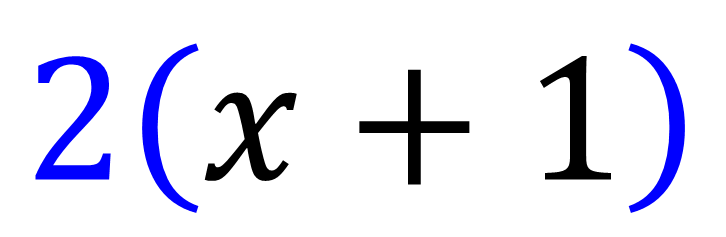 2(x + 1)